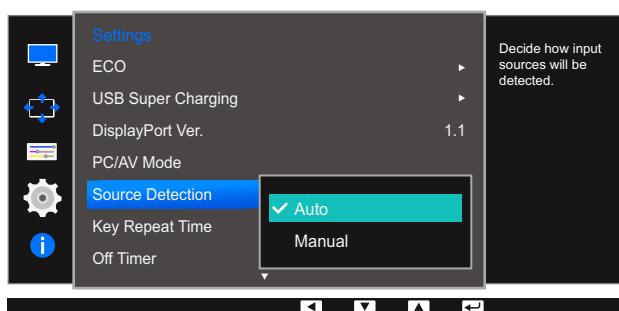 Settings
ECO
USB Super Charging
DisplayPort Ver. 1.1
PC/AV Mode
Source Detection
Key Repeat Time
Off Timer
Auto
Manual
Decide how input
sources will be
detected.